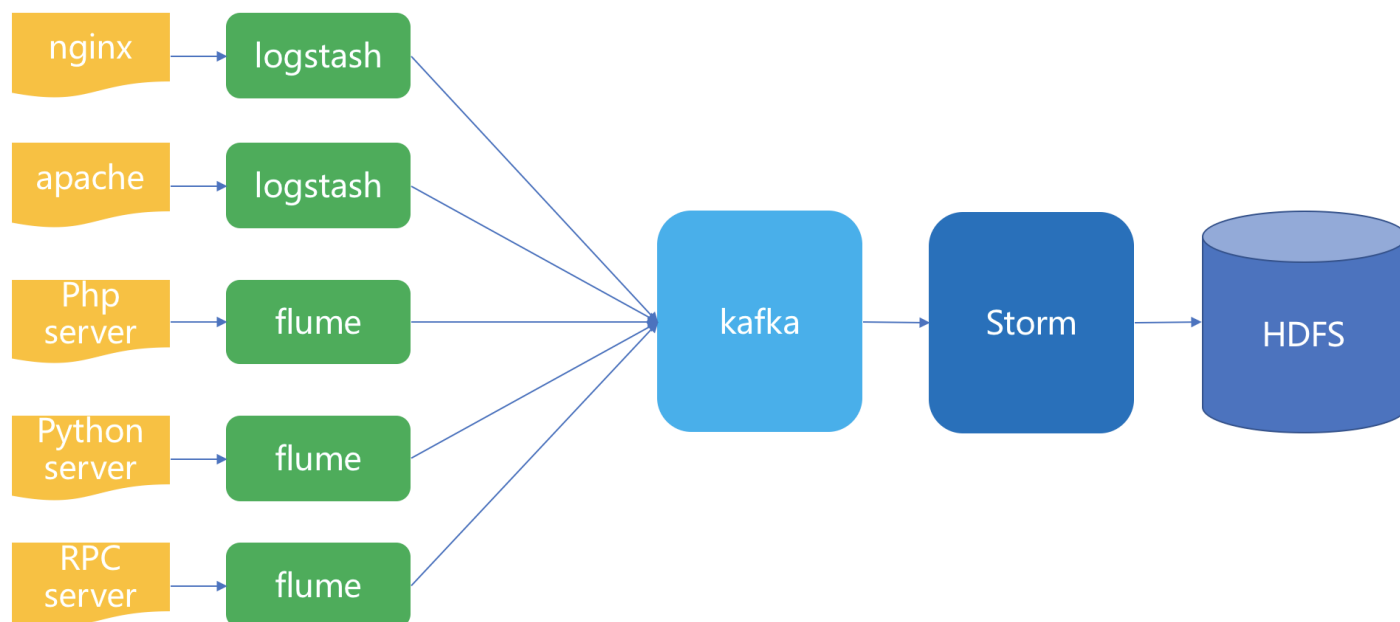 nginx
logstash
apache
logstash
Php
server
flume
kafka
Storm
HDFS
Python
server
flume
RPC
server
flume